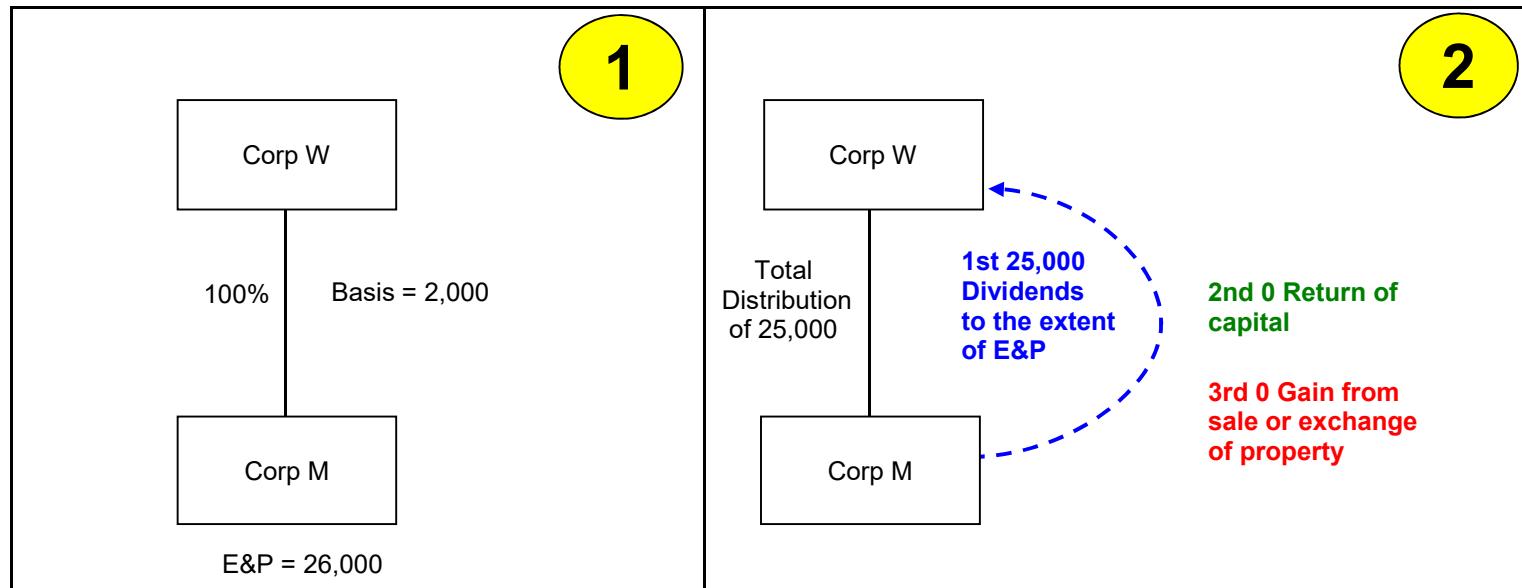 1
Corp W
100%
Basis = 2,000
Corp M
E&P = 26,000
2
Corp W
Total
Distribution
of 25,000
1st 25,000
Dividends
to the extent
of E&P
2nd 0 Return of
capital
3rd 0 Gain from
sale or exchange
of property
Corp M